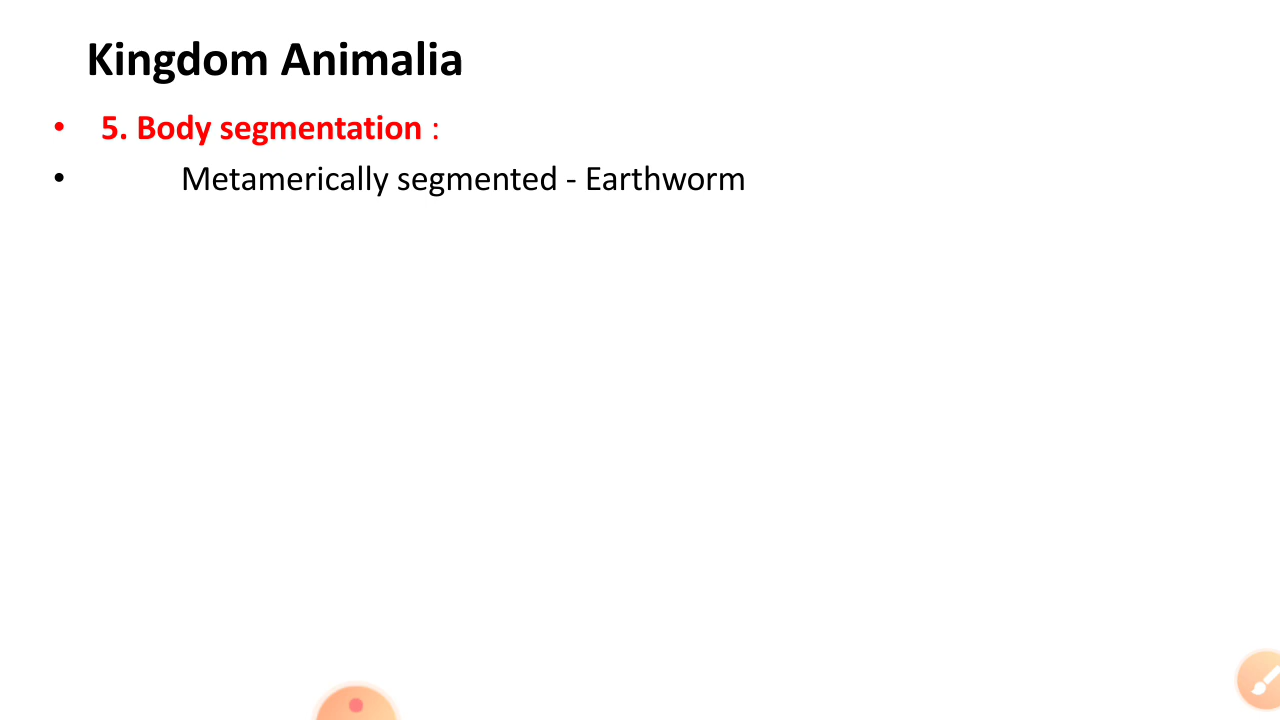 Kingdom Animalia
• 5. Body segmentation :
• Metamerically segmented - Earthworm